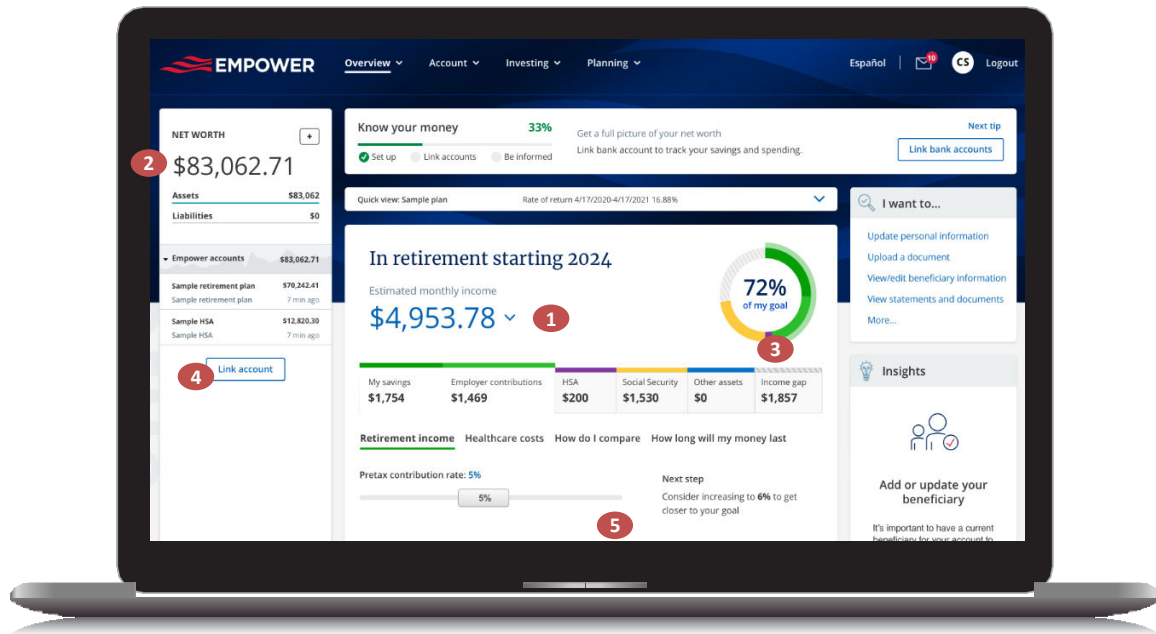 EMPOWER
Overview
Account
Investing
Planning
Español
10
CS
Logout
NET WORTH
+
2
$83,062.71
Assets $83,062
Liabilities $0
Empower accounts $83,062.71
Sample retirement plan $70,242.41
Sample retirement plan 7 min ago
Sample HSA $12,820.30
Sample HSA 7 min ago
4
Link account
Know your money 33%
Set up Link accounts Be informed
Get a full picture of your net worth
Link bank account to track your savings and spending.
Next tip
Link bank accounts
Quick view: Sample plan Rate of return 4/17/2020-4/17/2021 16.88%
In retirement starting 2024
Estimated monthly income
$4,953.78
1
72%
of my goal
3
My savings
$1,754
Employer contributions
$1,469
HSA
$200
Social Security
$1,530
Other assets
$0
Income gap
$1,857
Retirement income Healthcare costs How do I compare How long will my money last
Pretax contribution rate: 5%
5%
Next step
Consider increasing to 6% to get
closer to your goal
5
I want to...
Update personal information
Upload a document
View/edit beneficiary information
View statements and documents
More...
Insights
Add or update your
beneficiary
It's important to have a current
beneficiary for your account to